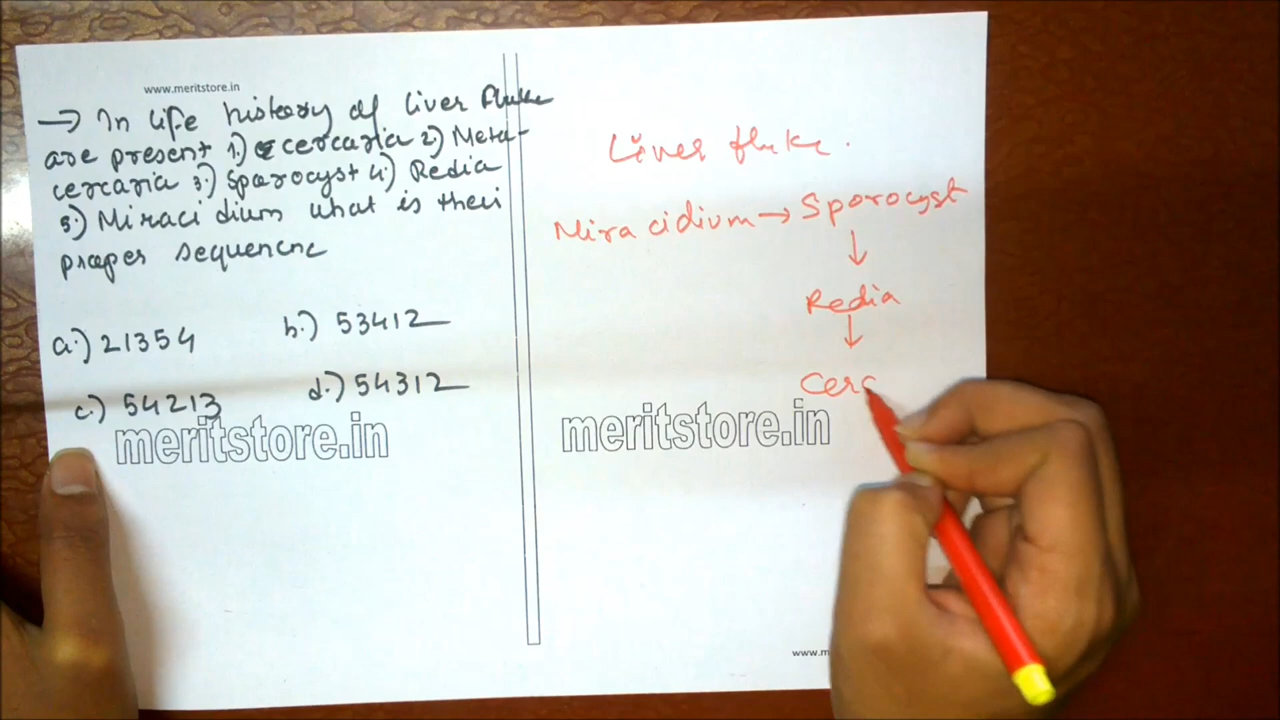 www.meritstore.in
→ In life history of liver fluke
are present 1.) cercaria 2.) Meta-
cercaria 3.) Sporocyst 4.) Redia
5.) Miracidium what is their
proper sequence
a.) 21354
b.) 53412
c.) 54213
d.) 54312
meritstore.in
Liver fluke.
Miracidium → Sporocyst
↓
Redia
↓
Cerc
meritstore.in
www.m